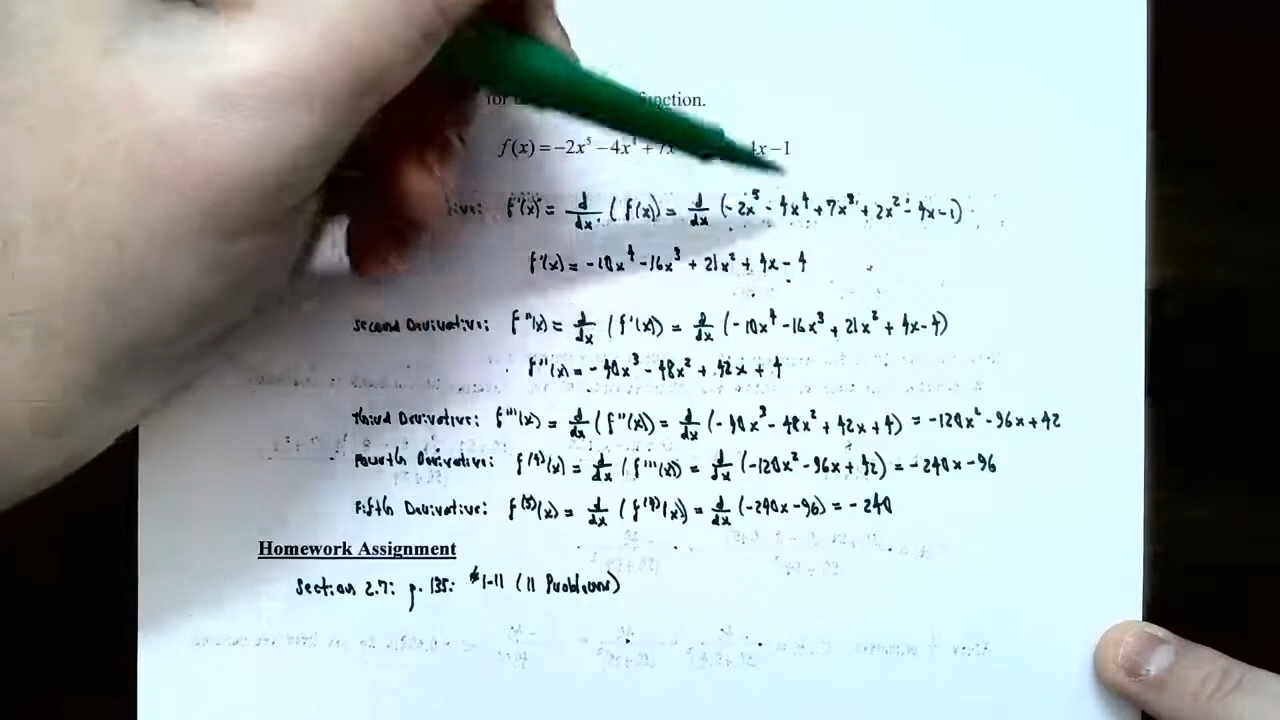 function.
f(x) = −2x⁵ − 4x⁴ + 7x 4x − 1
f'(x) = d/dx (f(x)) = d/dx (-2x⁵ - 4x⁴ + 7x³ + 2x² - 4x - 1)
f'(x) = -10x⁴ - 16x³ + 21x² + 4x - 4
Second Derivative: f''(x) = d/dx (f'(x)) = d/dx (-10x⁴ - 16x³ + 21x² + 4x - 4)
f''(x) = -40x³ - 48x² + 42x + 4
Third Derivative: f'''(x) = d/dx (f''(x)) = d/dx (-40x³ - 48x² + 42x + 4) = -120x² - 96x + 42
Fourth Derivative: f⁽⁴⁾(x) = d/dx (f'''(x)) = d/dx (-120x² - 96x + 42) = -240x - 96
Fifth Derivative: f⁽⁵⁾(x) = d/dx (f⁽⁴⁾(x)) = d/dx (-240x - 96) = -240
Homework Assignment
Section 2.7: p. 135: #1-11 (11 Problems)